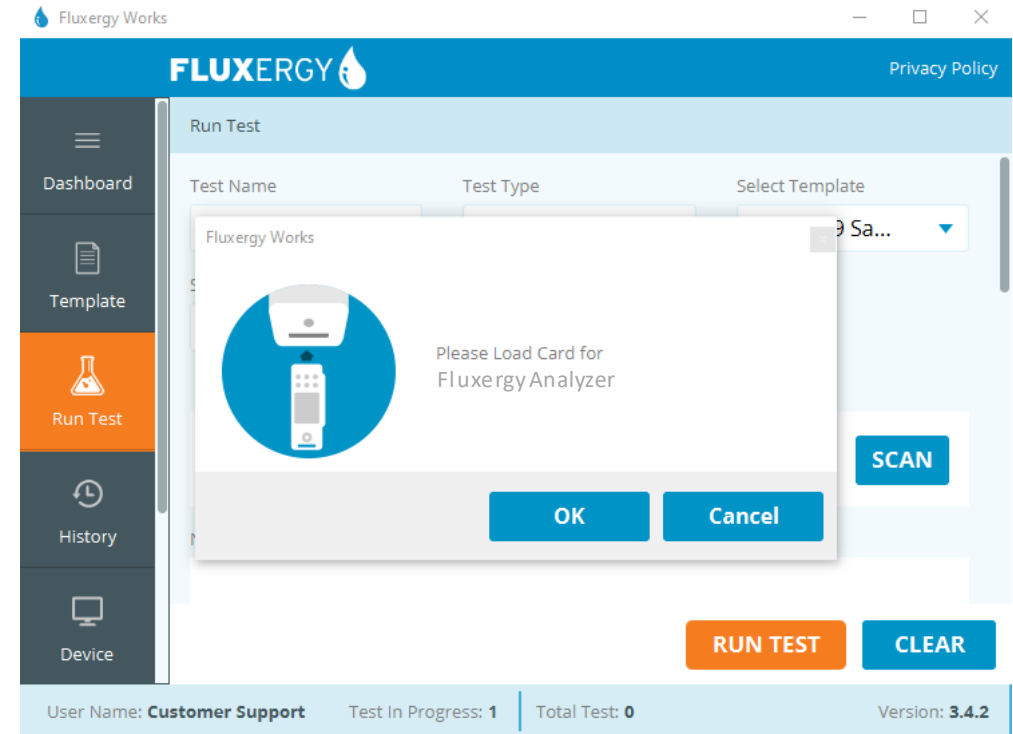 Fluxergy Works
FLUXERGY
Privacy Policy
Dashboard
Template
Run Test
History
Device
Run Test
Test Name
Test Type
Select Template
9 Sa...
Fluxergy Works
x
Please Load Card for
Fluxergy Analyzer
OK
Cancel
SCAN
RUN TEST
CLEAR
User Name: Customer Support
Test In Progress: 1
Total Test: 0
Version: 3.4.2